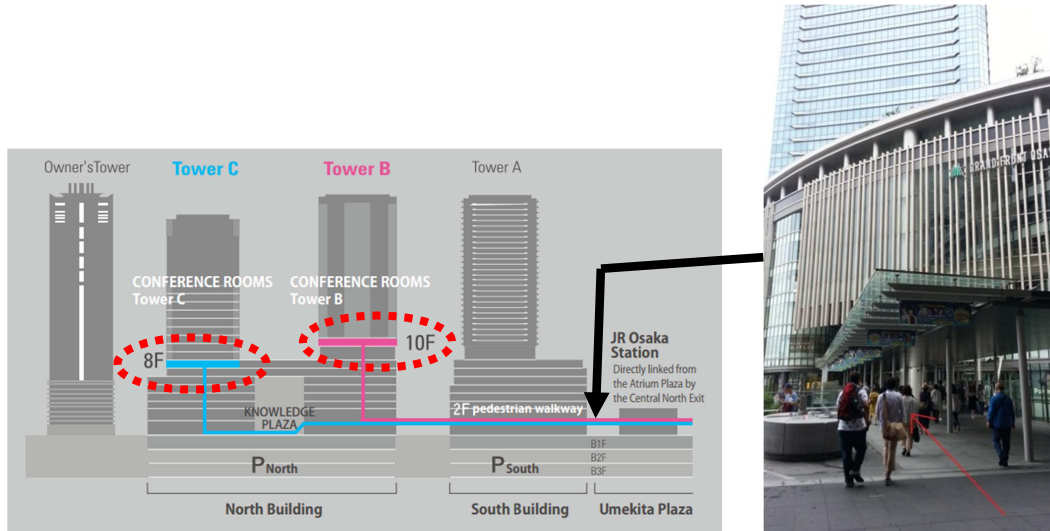 Owner'sTower
Tower C
Tower B
Tower A
CONFERENCE ROOMS
Tower C
CONFERENCE ROOMS
Tower B
8F
10F
JR Osaka
Station
Directly linked from
the Atrium Plaza by
the Central North Exit
KNOWLEDGE
PLAZA
2F pedestrian walkway
B1F
B2F
B3F
P North
P South
North Building
South Building
Umekita Plaza
GRAND FRONT OSA